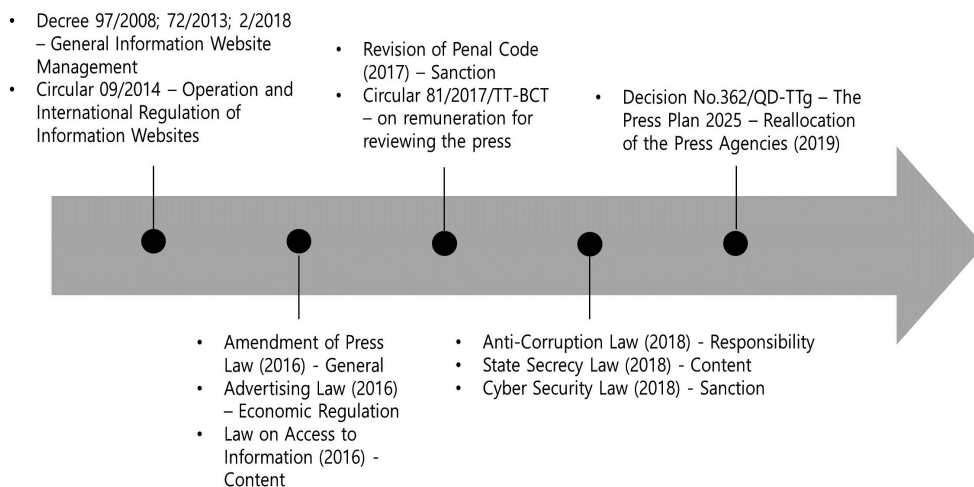 • Decree 97/2008; 72/2013; 2/2018
– General Information Website
Management
• Circular 09/2014 – Operation and
International Regulation of
Information Websites
• Revision of Penal Code
(2017) – Sanction
• Circular 81/2017/TT-BCT
– on remuneration for
reviewing the press
• Decision No.362/QD-TTg – The
Press Plan 2025 – Reallocation
of the Press Agencies (2019)
• Amendment of Press
Law (2016) - General
• Advertising Law (2016)
– Economic Regulation
• Law on Access to
Information (2016) -
Content
• Anti-Corruption Law (2018) - Responsibility
• State Secrecy Law (2018) - Content
• Cyber Security Law (2018) - Sanction